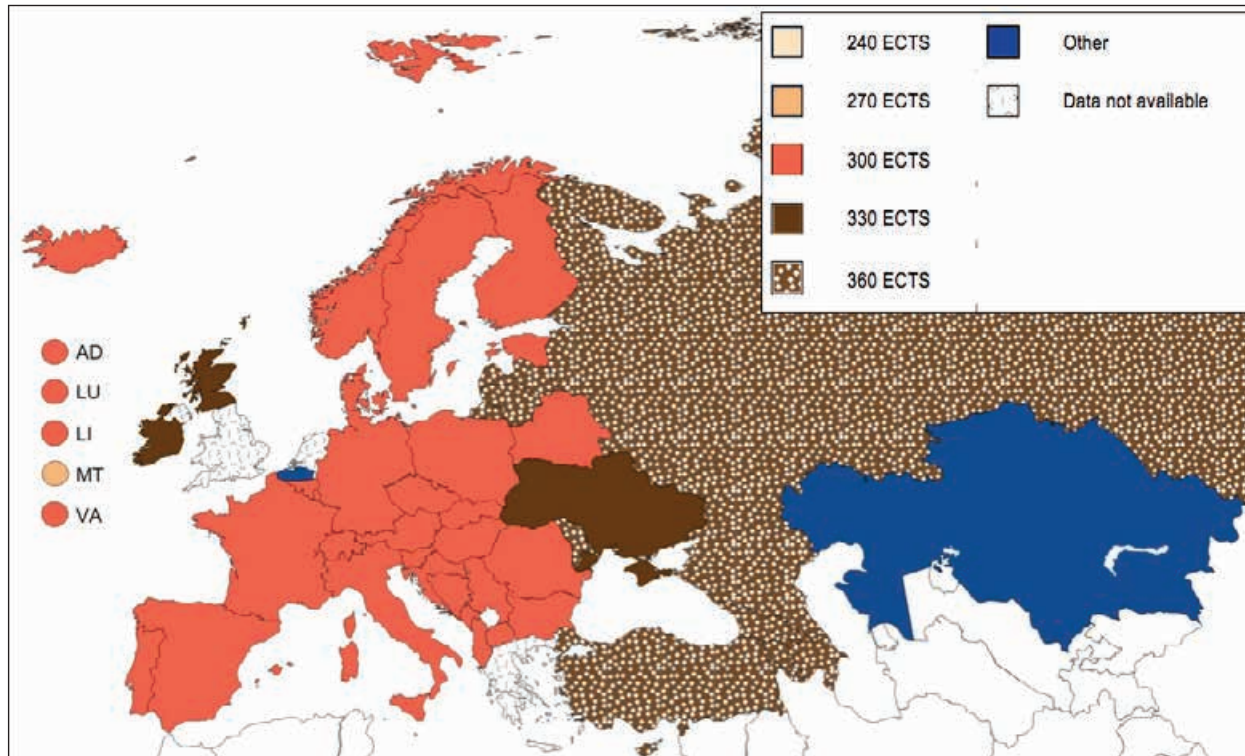 240 ECTS
270 ECTS
300 ECTS
330 ECTS
360 ECTS
Other
Data not available
AD
LU
LI
MT
VA